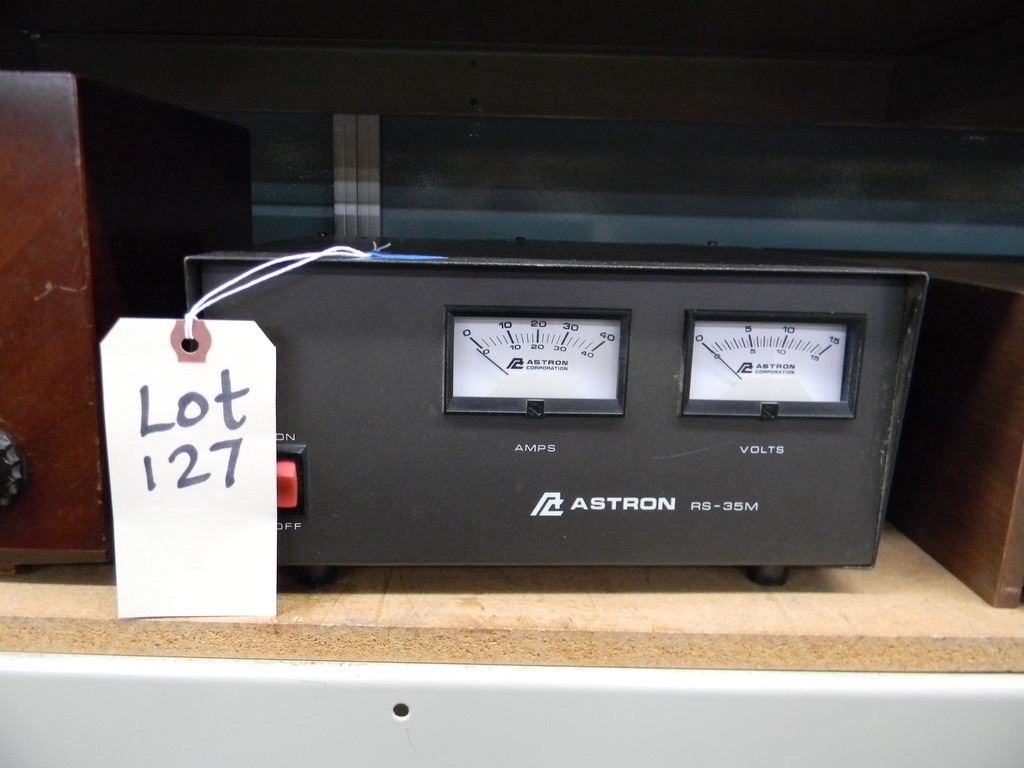 Lot
127
ON
OFF
0 10 20 30 40
0 10 20 30 40
ASTRON
CORPORATION
AMPS
0 5 10 15
0 5 10 15
ASTRON
CORPORATION
VOLTS
ASTRON RS-35M